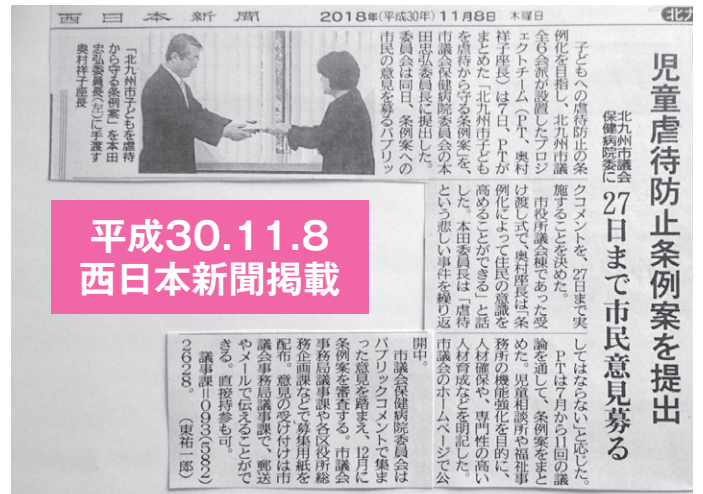 西日本新聞
2018年(平成30年)11月8日 木曜日
北九
児童虐待防止条例案を提出
北九州市議会
保健病院委に
27日まで市民意見募る
子どもへの虐待防止の条
例化を目指し、北九州市議
全6会派が設置したプロジ
ェクトチーム(PT、奥村
祥子座長)は7日、PTが
まとめた「北九州市子ども
を虐待から守る条例案」を、
市議会保健病院委員会の本
田忠弘委員長に提出した。
委員会は同日、条例案への
市民の意見を募るパブリッ
「北九州市子どもを虐待
から守る条例案」を本田
忠弘委員長(左)に手渡す
奥村祥子座長
クコメントを、27日まで実
施することを決めた。
市役所議会棟であった受
け渡し式で、奥村座長は「条
例化によって住民の意識を
高めることができる」と話
した。本田委員長は「虐待
という悲しい事件を繰り返
してはならない」と応じた。
PTは7月から11回の議
論を通して、条例案をまと
めた。児童相談所や福祉事
務所の機能強化を目的に、
人材確保や、専門性の高い
人材育成などを明記した。
市議会のホームページで公
開中。
市議会保健病院委員会は
パブリックコメントで集ま
った意見を踏まえ、12月に
条例案を審査する。市議会
事務局議事課や各区役所総
務企画課などで募集用紙を
配布。意見の受け付けは市
議会事務局議事課で、郵送
やメールで伝えることがで
きる。直接持参も可。
議事課=093(582)
2628。 (東祐一郎)
平成30.11.8
西日本新聞掲載